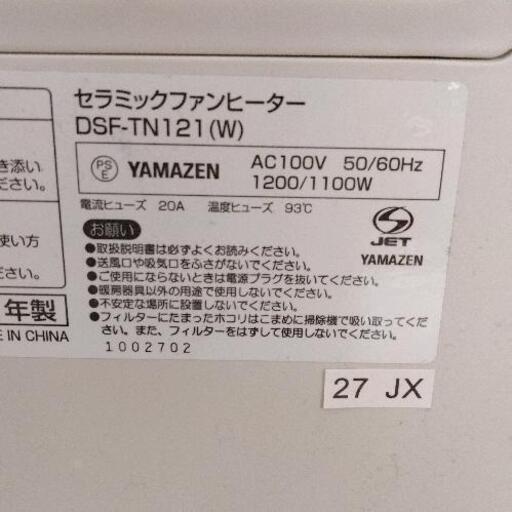 セラミックファンヒーター
DSF-TN121(W)
PS
E
YAMAZEN
AC100V 50/60Hz
1200/1100W
電流ヒューズ 20A 温度ヒューズ 93℃
お願い
●取扱説明書は必ずよくお読みください。
●送風口や吸気口をふさがないでください。
●ご使用にならないときは電源プラグを抜いてください。
●暖房器具以外の用途で使用しないでください。
●不安定な場所に設置しないでください。
●フィルターにたまったホコリはこまめに掃除機で吸い取ってくだ
さい。また、フィルターをはずして使用しないでください。
1002702
JET
YAMAZEN
き添い
ださい。
使い方
ださい。
年製
E IN CHINA
27 JX